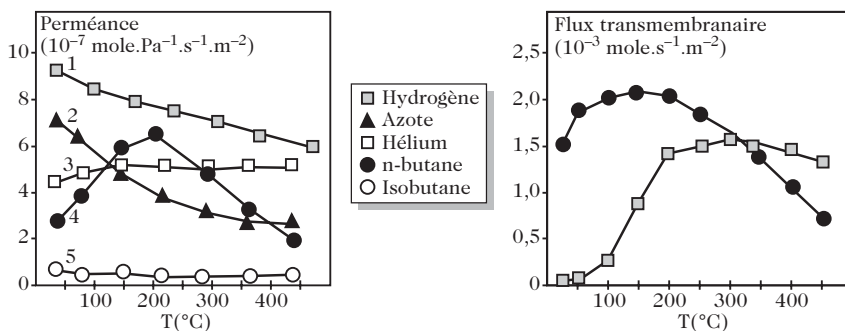 Perméance
(10⁻⁷ mole.Pa⁻¹.s⁻¹.m⁻²)
10
8
6
4
2
0
1
2
3
4
5
100 200 300 400
T(°C)
Hydrogène
Azote
Hélium
n-butane
Isobutane
Flux transmembranaire
(10⁻³ mole.s⁻¹.m⁻²)
2,5
2,0
1,5
1,0
0,5
0
100 200 300 400
T(°C)